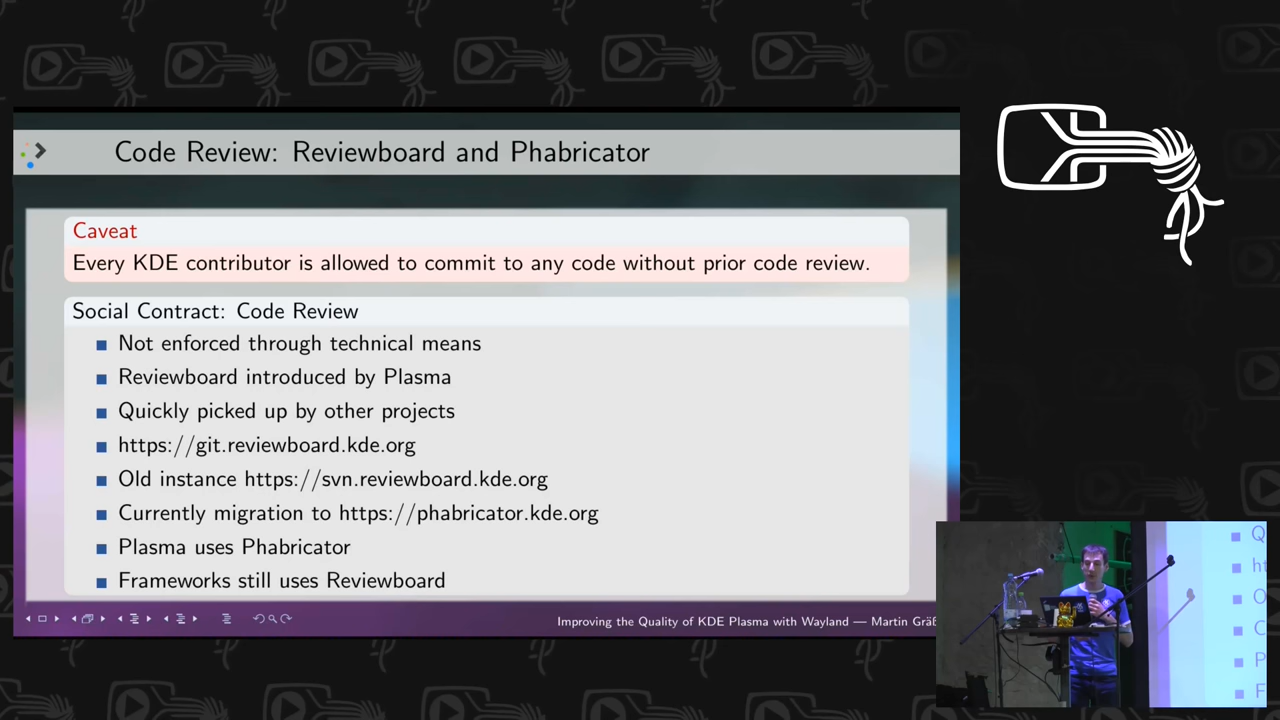 Code Review: Reviewboard and Phabricator
Caveat
Every KDE contributor is allowed to commit to any code without prior code review.
Social Contract: Code Review
Not enforced through technical means
Reviewboard introduced by Plasma
Quickly picked up by other projects
https://git.reviewboard.kde.org
Old instance https://svn.reviewboard.kde.org
Currently migration to https://phabricator.kde.org
Plasma uses Phabricator
Frameworks still uses Reviewboard
Improving the Quality of KDE Plasma with Wayland — Martin Gräß
Q
ht
O
C
P
F